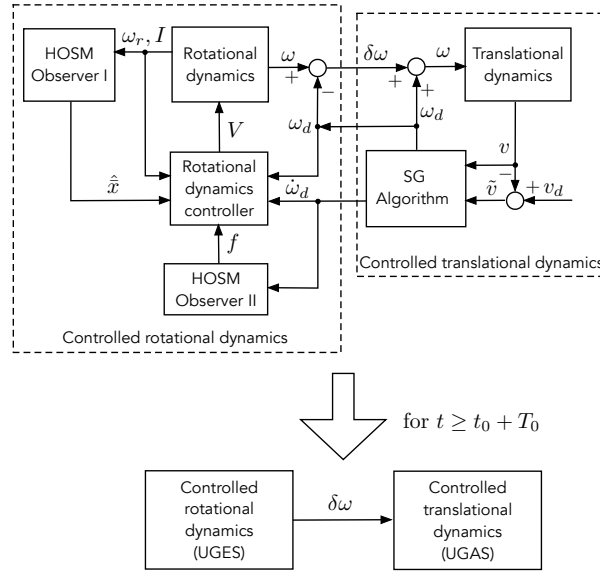 HOSM
Observer I
ω_r, I
Rotational
dynamics
ω
+
−
δω
+
+
ω
Translational
dynamics
V
ω_d
ω_d
v
x̄̂
Rotational
dynamics
controller
ω̇_d
SG
Algorithm
ṽ
−
+ v_d
f
HOSM
Observer II
Controlled translational dynamics
Controlled rotational dynamics
for t ≥ t_0 + T_0
Controlled
rotational
dynamics
(UGES)
δω
Controlled
translational
dynamics
(UGAS)